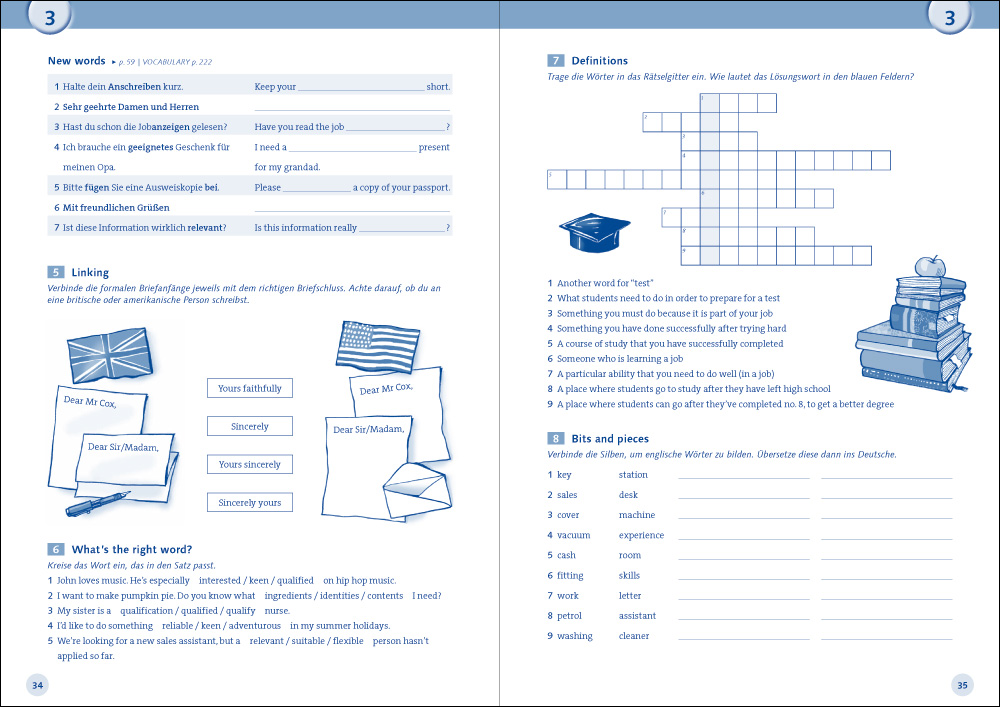 3
New words ▸ p. 59 | VOCABULARY p. 222
1 Halte dein Anschreiben kurz. Keep your ______ short.
2 Sehr geehrte Damen und Herren ______
3 Hast du schon die Jobanzeigen gelesen? Have you read the job ______ ?
4 Ich brauche ein geeignetes Geschenk für I need a ______ present
meinen Opa. for my grandad.
5 Bitte fügen Sie eine Ausweiskopie bei. Please ______ a copy of your passport.
6 Mit freundlichen Grüßen ______
7 Ist diese Information wirklich relevant? Is this information really ______ ?
5 Linking
Verbinde die formalen Briefanfänge jeweils mit dem richtigen Briefschluss. Achte darauf, ob du an
eine britische oder amerikanische Person schreibst.
Dear Mr Cox,
Dear Sir/Madam,
Yours faithfully
Sincerely
Yours sincerely
Sincerely yours
Dear Mr Cox,
Dear Sir/Madam,
6 What's the right word?
Kreise das Wort ein, das in den Satz passt.
1 John loves music. He's especially interested / keen / qualified on hip hop music.
2 I want to make pumpkin pie. Do you know what ingredients / identities / contents I need?
3 My sister is a qualification / qualified / qualify nurse.
4 I'd like to do something reliable / keen / adventurous in my summer holidays.
5 We're looking for a new sales assistant, but a relevant / suitable / flexible person hasn't
applied so far.
34
3
7 Definitions
Trage die Wörter in das Rätselgitter ein. Wie lautet das Lösungswort in den blauen Feldern?
1
2
3
4
5
6
7
8
9
1 Another word for "test"
2 What students need to do in order to prepare for a test
3 Something you must do because it is part of your job
4 Something you have done successfully after trying hard
5 A course of study that you have successfully completed
6 Someone who is learning a job
7 A particular ability that you need to do well (in a job)
8 A place where students go to study after they have left high school
9 A place where students can go after they've completed no. 8, to get a better degree
8 Bits and pieces
Verbinde die Silben, um englische Wörter zu bilden. Übersetze diese dann ins Deutsche.
1 key station
2 sales desk
3 cover machine
4 vacuum experience
5 cash room
6 fitting skills
7 work letter
8 petrol assistant
9 washing cleaner
35